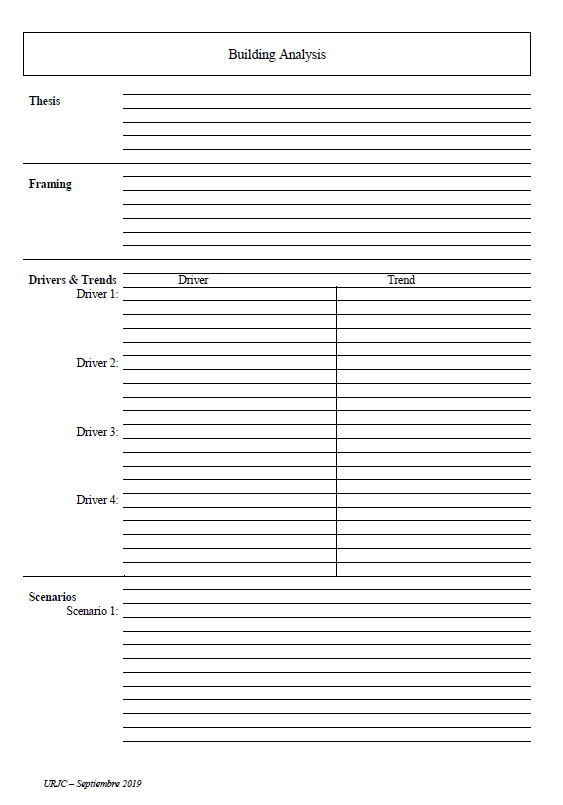 Building Analysis
Thesis
Framing
Drivers & Trends Driver Trend
Driver 1:
Driver 2:
Driver 3:
Driver 4:
Scenarios
Scenario 1:
URJC – Septiembre 2019